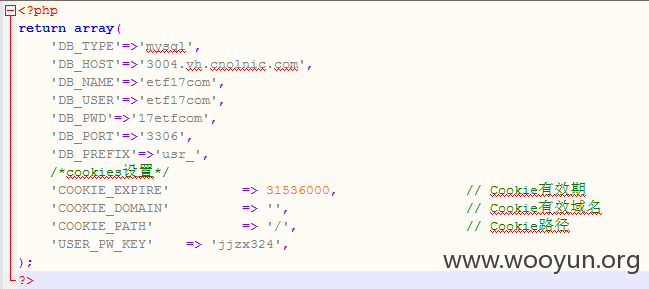 <?php
return array(
'DB_TYPE'=>'mysql',
'DB_HOST'=>'3004.vh.cnolnic.com',
'DB_NAME'=>'etf17com',
'DB_USER'=>'etf17com',
'DB_PWD'=>'17etfcom',
'DB_PORT'=>'3306',
'DB_PREFIX'=>'usr_',
/*cookies设置*/
'COOKIE_EXPIRE' => 31536000, // Cookie有效期
'COOKIE_DOMAIN' => '', // Cookie有效域名
'COOKIE_PATH' => '/', // Cookie路径
'USER_PW_KEY' => 'jjzx324',
);
?>
www.wooyun.org